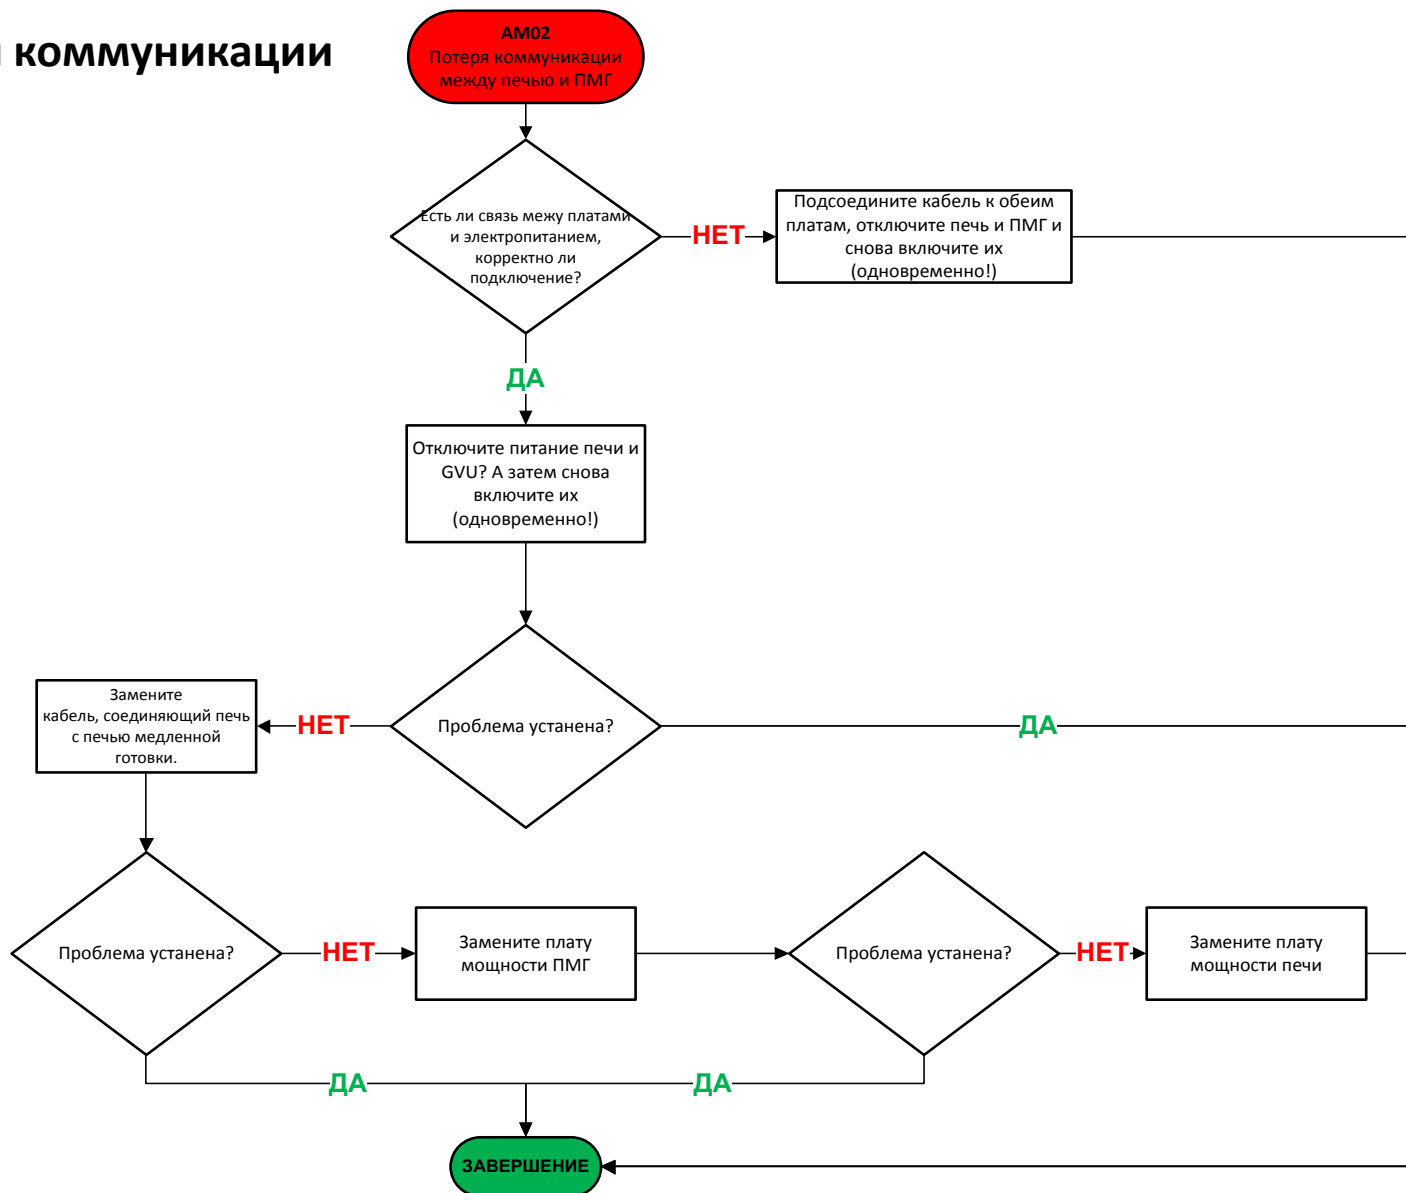 коммуникации
AM02
Потеря коммуникации
между печью и ПМГ
Есть ли связь межу платами
и электропитанием,
корректно ли
подключение?
НЕТ
Подсоедините кабель к обеим
платам, отключите печь и ПМГ и
снова включите их
(одновременно!)
ДА
Отключите питание печи и
GVU? А затем снова
включите их
(одновременно!)
Замените
кабель, соединяющий печь
с печью медленной
готовки.
НЕТ
Проблема устанена?
ДА
Проблема устанена?
НЕТ
Замените плату
мощности ПМГ
Проблема устанена?
НЕТ
Замените плату
мощности печи
ДА
ДА
ЗАВЕРШЕНИЕ